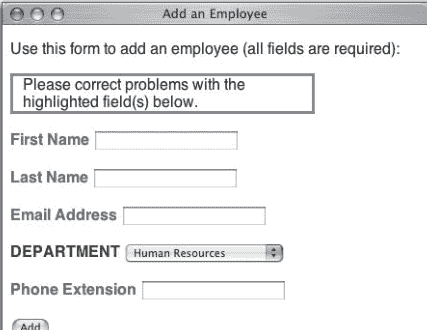 Add an Employee
Use this form to add an employee (all fields are required):
Please correct problems with the
highlighted field(s) below.
First Name
Last Name
Email Address
DEPARTMENT Human Resources
Phone Extension
Add